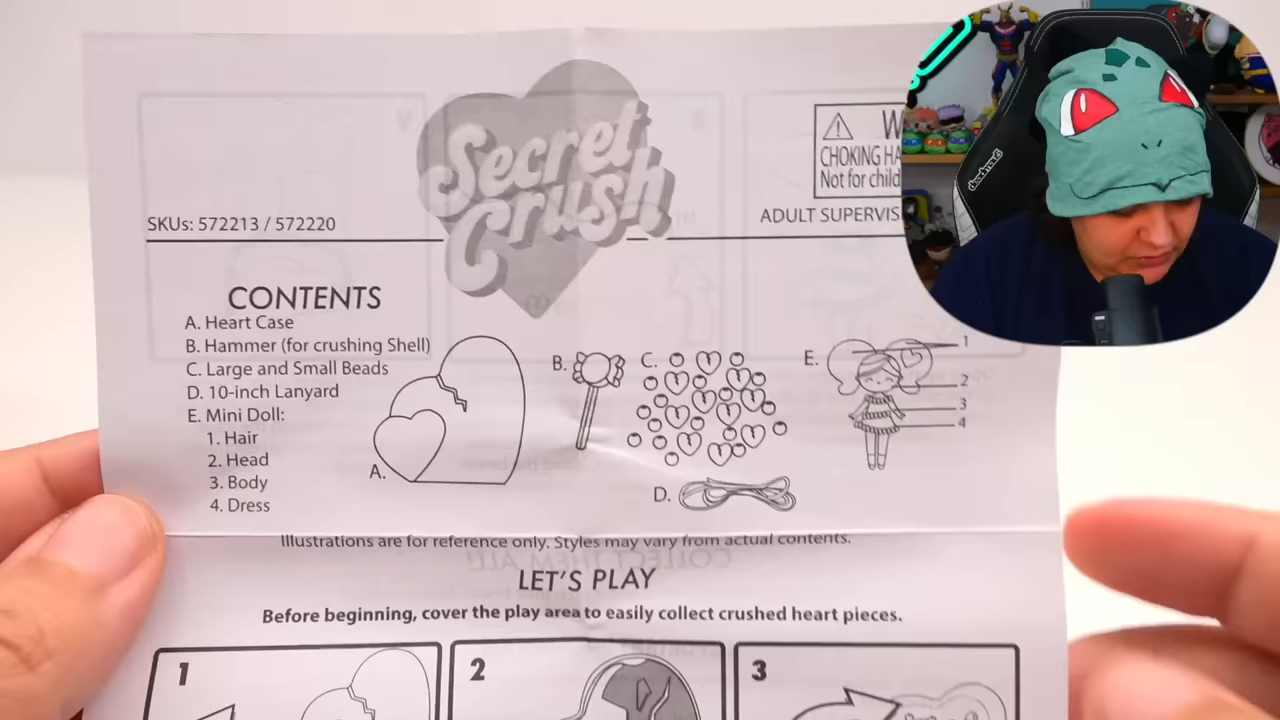 Secret
Crush
W
CHOKING HA
Not for child
SKUs: 572213 / 572220
ADULT SUPERVIS
CONTENTS
A. Heart Case
B. Hammer (for crushing Shell)
C. Large and Small Beads
D. 10-inch Lanyard
E. Mini Doll:
1. Hair
2. Head
3. Body
4. Dress
A.
B.
C.
D.
E.
1
2
3
4
Illustrations are for reference only. Styles may vary from actual contents.
LET'S PLAY
Before beginning, cover the play area to easily collect crushed heart pieces.
1
2
3
deadmau5